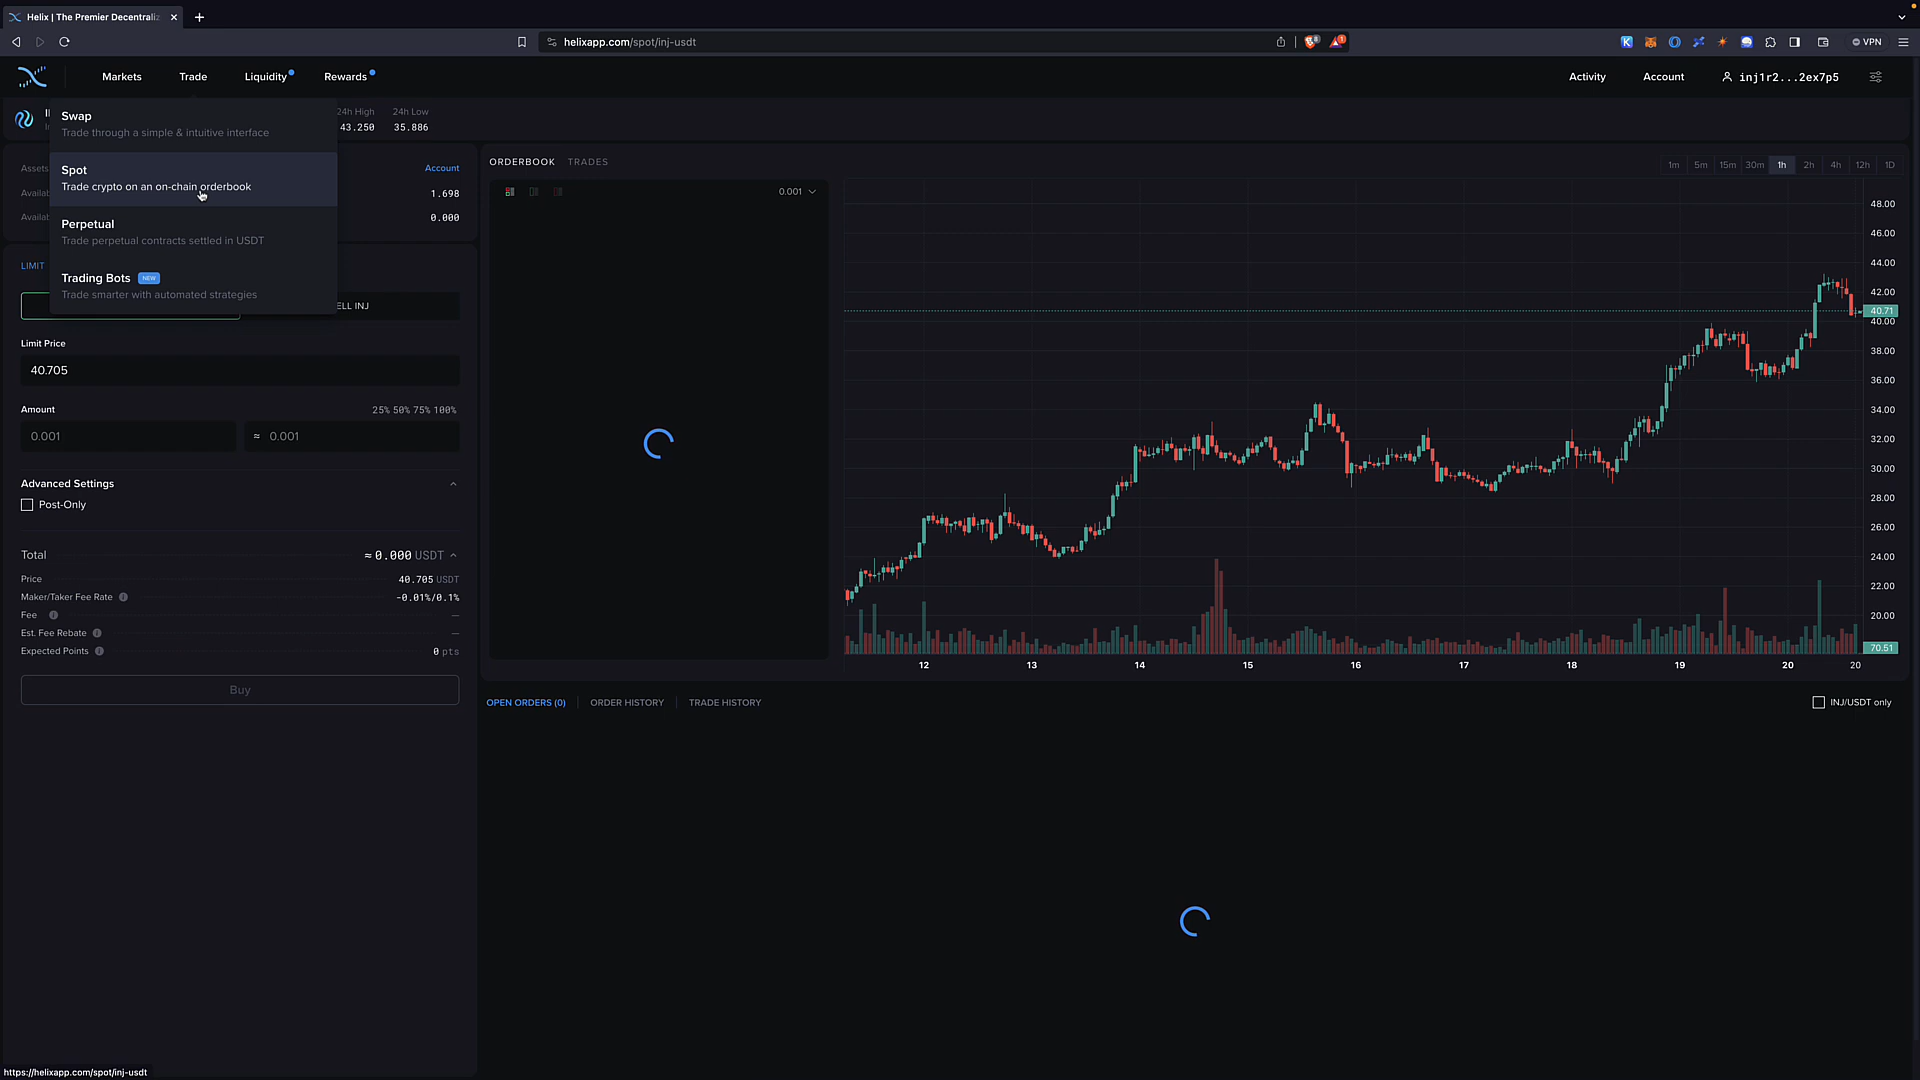 Helix | The Premier Decentraliz
helixapp.com/spot/inj-usdt
VPN
Markets
Trade
Liquidity
Rewards
Activity
Account
inj1r2...2ex7p5
24h High
43.250
24h Low
35.886
Swap
Trade through a simple & intuitive interface
Spot
Trade crypto on an on-chain orderbook
Perpetual
Trade perpetual contracts settled in USDT
Trading Bots NEW
Trade smarter with automated strategies
Assets
Account
1.698
0.000
LIMIT
ELL INJ
Limit Price
40.705
Amount
25% 50% 75% 100%
0.001
≈ 0.001
Advanced Settings
Post-Only
Total
≈ 0.000 USDT
Price
40.705 USDT
Maker/Taker Fee Rate
-0.01%/0.1%
Fee
—
Est. Fee Rebate
—
Expected Points
0 pts
Buy
ORDERBOOK
TRADES
0.001
1m 5m 15m 30m 1h 2h 4h 12h 1D
48.00
46.00
44.00
42.00
40.71
40.00
38.00
36.00
34.00
32.00
30.00
28.00
26.00
24.00
22.00
20.00
70.51
12 13 14 15 16 17 18 19 20 20
OPEN ORDERS (0)
ORDER HISTORY
TRADE HISTORY
INJ/USDT only
https://helixapp.com/spot/inj-usdt